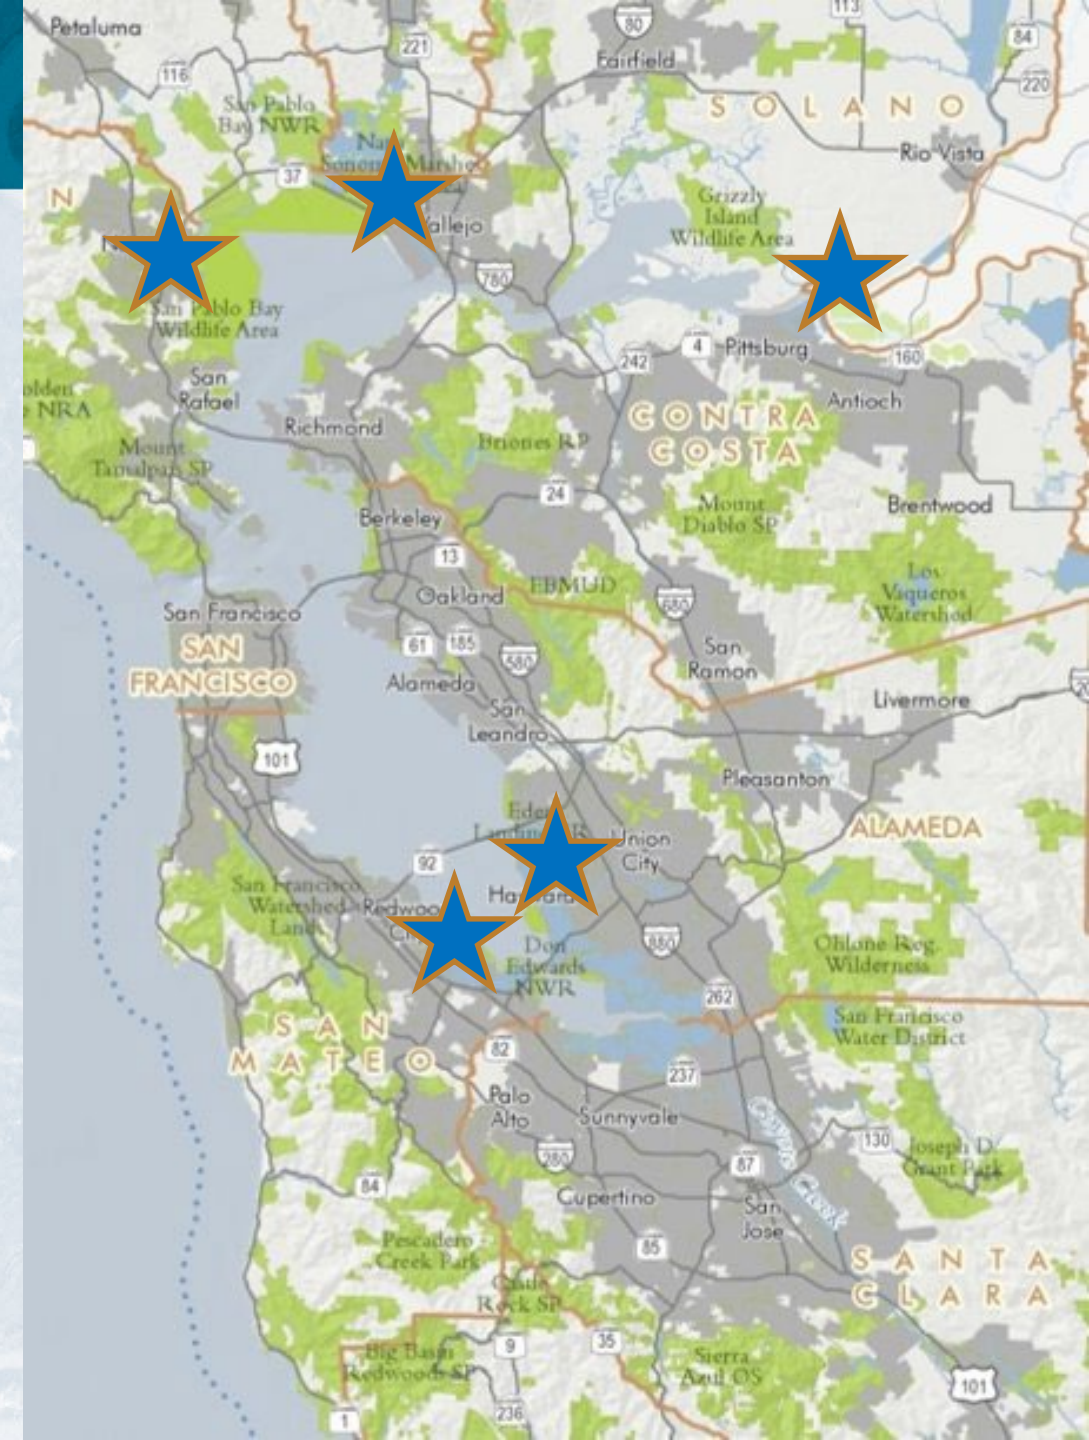 Petaluma
221
80
113
116
Fairfield
84
220
San Pablo
Bay NWR
S O L A N O
Rio Vista
37
Grizzly
Island
Wildlife Area
N
780
San Pablo Bay
Wildlife Area
4
Pittsburg
242
160
San
Rafael
NRA
Antioch
Richmond
CONTRA
COSTA
Briones RP
Mount
Tamalpais SP
24
Mount
Diablo SP
Brentwood
Berkeley
13
Los
Vaqueros
Watershed
EBMUD
Oakland
680
San Francisco
SAN
FRANCISCO
61
185
580
San
Ramon
Alameda
Livermore
San
Leandro
101
Pleasanton
Union
City
ALAMEDA
92
San Francisco
Watershed
Lands
880
Don
Edwards
NWR
Ohlone Reg.
Wilderness
262
San Francisco
Water District
S A N
M A T E O
82
237
Palo
Alto
Sunnyvale
Coyote Creek
130
Joseph D.
Grant Park
280
87
84
Cupertino
San
Jose
85
Pescadero
Creek Park
S A N T A
C L A R A
Castle
Rock SP
9
35
Big Basin
Redwoods SP
Sierra
Azul OS
101
1
236